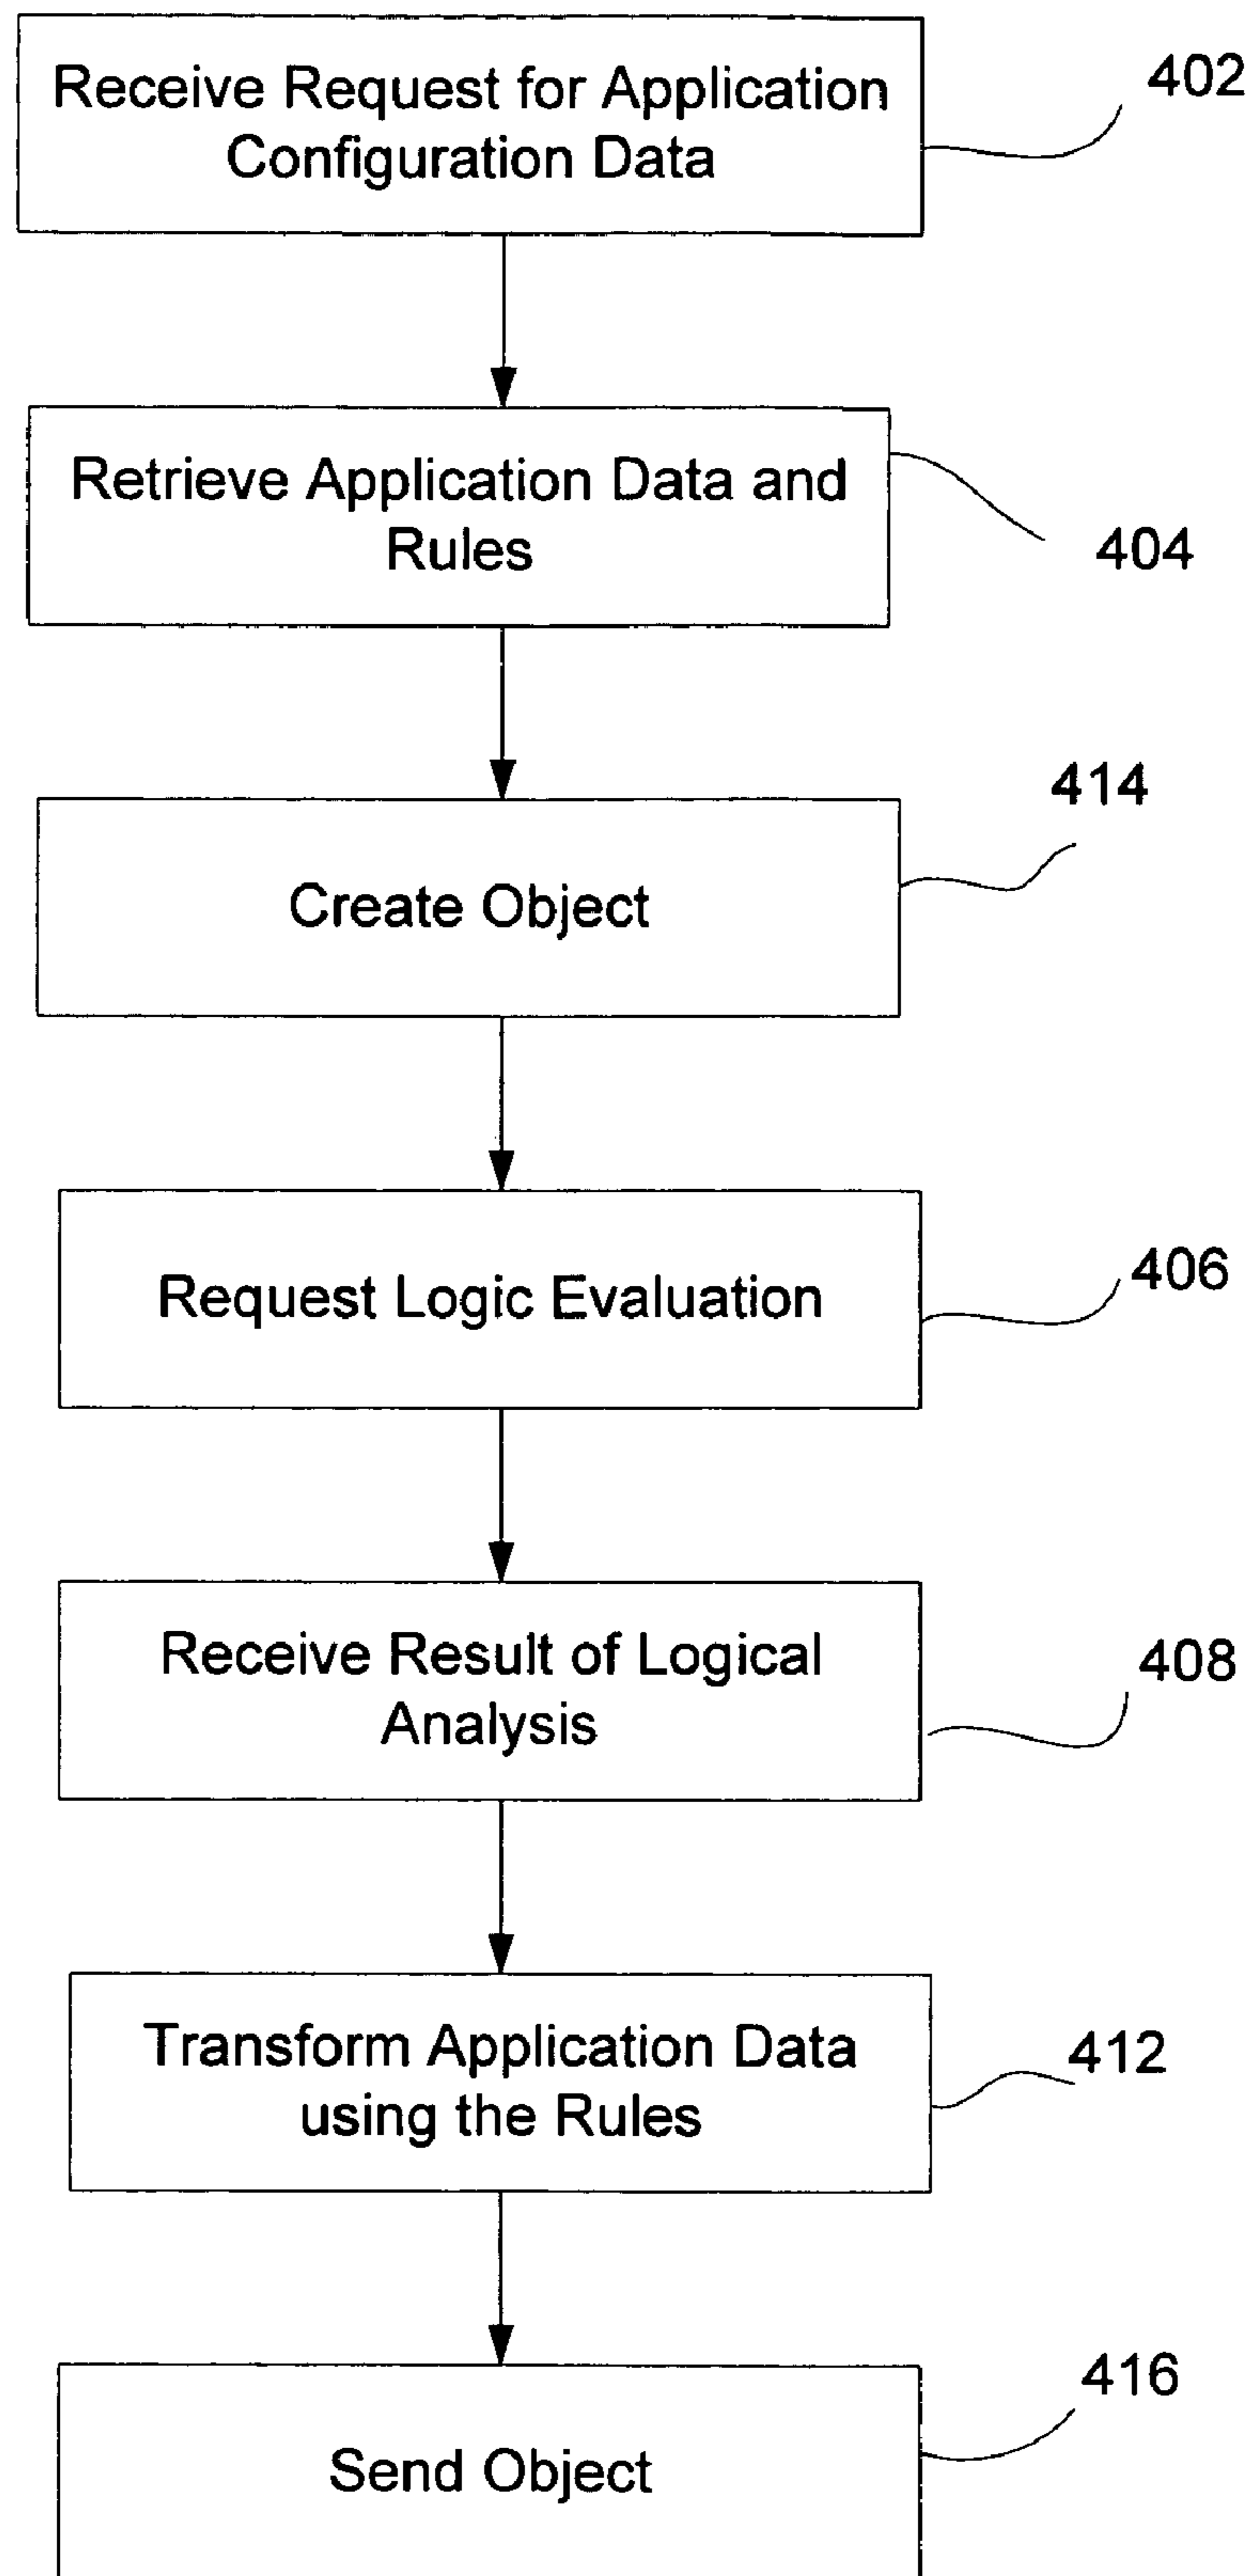 Receive Request for Application
Configuration Data
402
Retrieve Application Data and
Rules
404
414
Create Object
Request Logic Evaluation
406
Receive Result of Logical
Analysis
408
Transform Application Data
using the Rules
412
416
Send Object